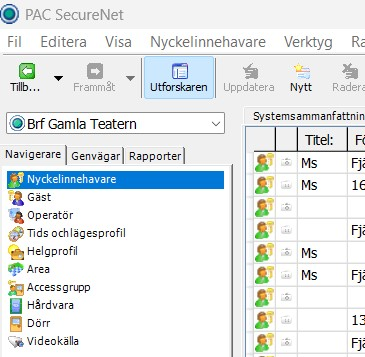 PAC SecureNet
Fil Editera Visa Nyckelinnehavare Verktyg Ra
Tillb... Frammåt Utforskaren Uppdatera Nytt Radera
Brf Gamla Teatern
Systemsammanfattnin
Navigerare Genvägar Rapporter
Titel: Fö
Nyckelinnehavare
Gäst
Operatör
Tids ochlägesprofil
Helgprofil
Area
Accessgrupp
Hårdvara
Dörr
Videokälla
Ms Fjä
Ms 16
Fjä
Ms
Ms Fjä
13
Fjä